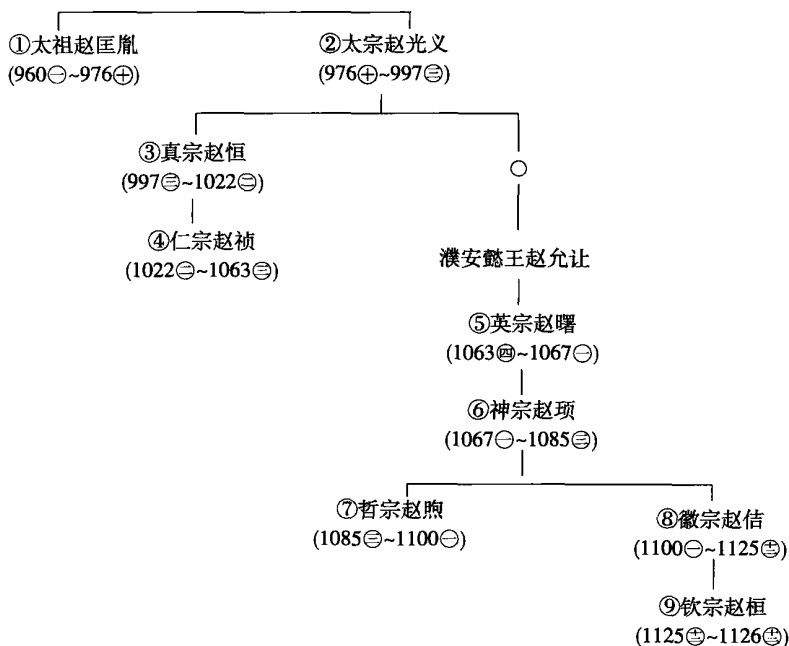 ①太祖赵匡胤
(960㊀~976㊉)
②太宗赵光义
(976㊉~997㊂)
③真宗赵恒
(997㊂~1022㊁)
④仁宗赵祯
(1022㊁~1063㊂)
濮安懿王赵允让
⑤英宗赵曙
(1063㊃~1067㊀)
⑥神宗赵顼
(1067㊀~1085㊂)
⑦哲宗赵煦
(1085㊂~1100㊀)
⑧徽宗赵佶
(1100㊀~1125十二)
⑨钦宗赵桓
(1125十二~1126十二)